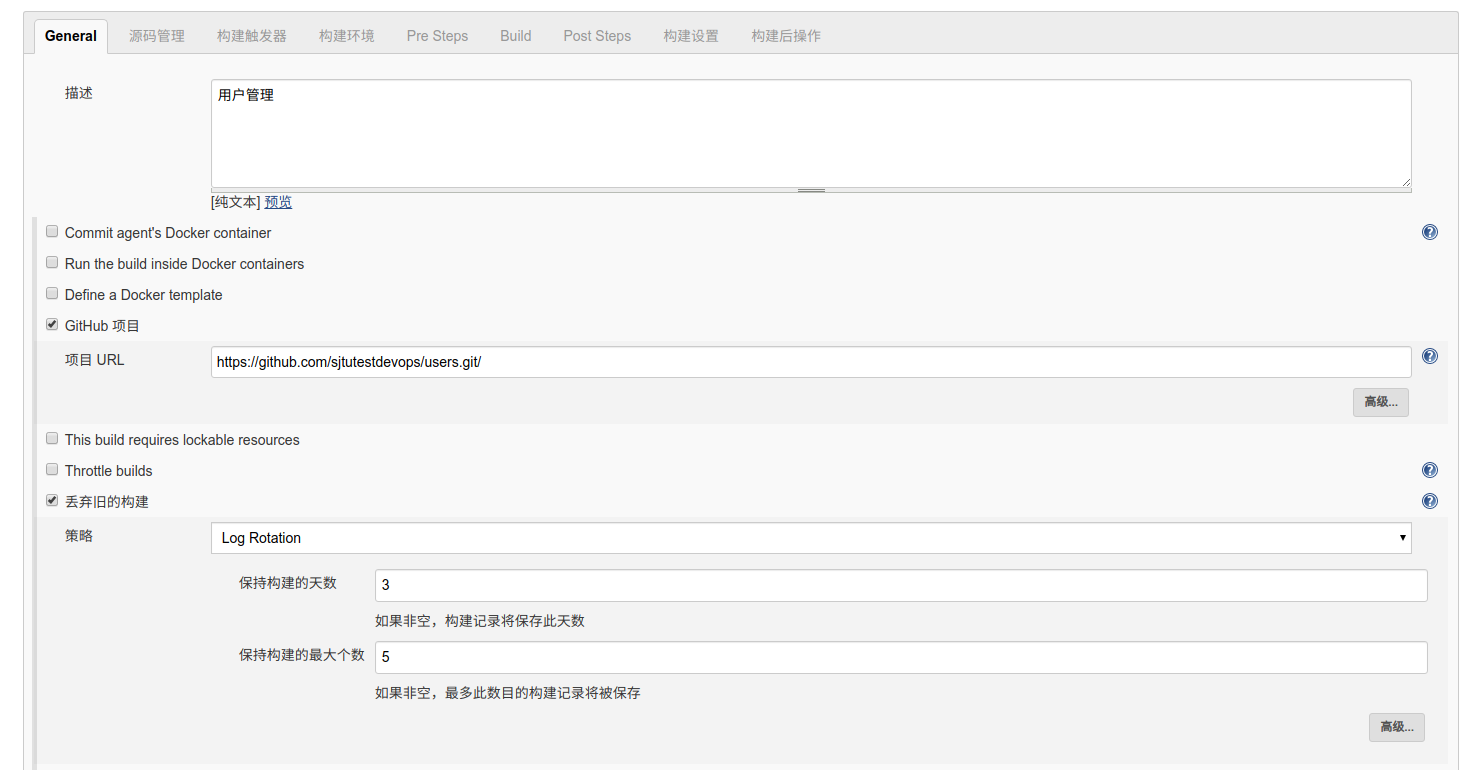 General 源码管理 构建触发器 构建环境 Pre Steps Build Post Steps 构建设置 构建后操作
描述 用户管理
[纯文本] 预览
Commit agent's Docker container
Run the build inside Docker containers
Define a Docker template
GitHub 项目
项目 URL https://github.com/sjtutestdevops/users.git/
高级...
This build requires lockable resources
Throttle builds
丢弃旧的构建
策略 Log Rotation
保持构建的天数 3
如果非空，构建记录将保存此天数
保持构建的最大个数 5
如果非空，最多此数目的构建记录将被保存
高级...